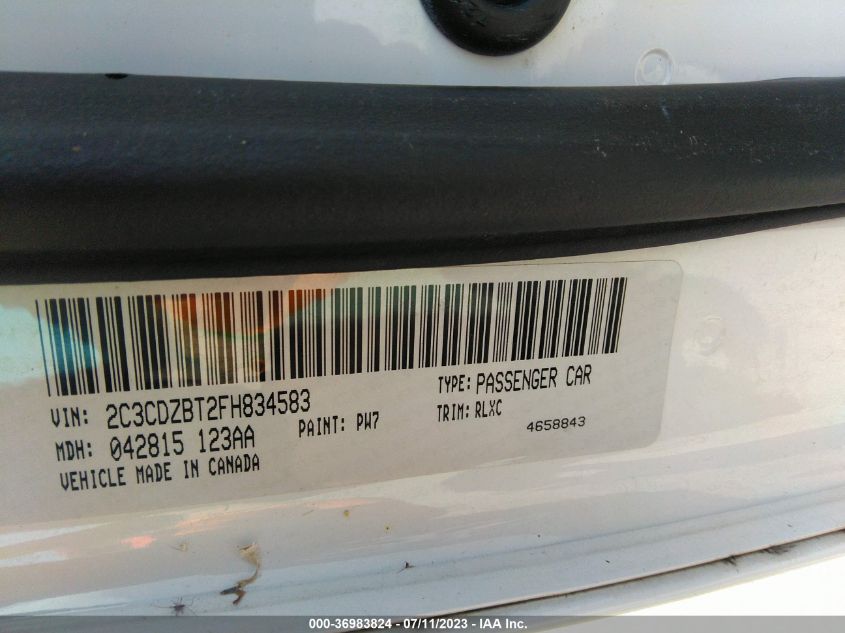 VIN: 2C3CDZBT2FH834583
TYPE: PASSENGER CAR
MDH: 042815 123AA
PAINT: PW7
TRIM: RLXC
4658843
VEHICLE MADE IN CANADA
000-36983824 - 07/11/2023 - IAA Inc.